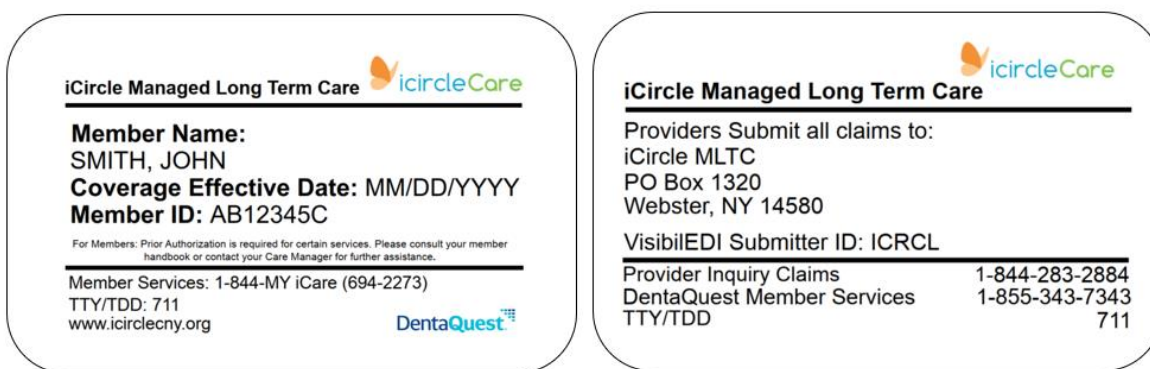 icircleCare
iCircle Managed Long Term Care
Member Name:
SMITH, JOHN
Coverage Effective Date: MM/DD/YYYY
Member ID: AB12345C
For Members: Prior Authorization is required for certain services. Please consult your member
handbook or contact your Care Manager for further assistance.
Member Services: 1-844-MY iCare (694-2273)
TTY/TDD: 711
www.icirclecny.org
DentaQuest
icircleCare
iCircle Managed Long Term Care
Providers Submit all claims to:
iCircle MLTC
PO Box 1320
Webster, NY 14580
VisibilEDI Submitter ID: ICRCL
Provider Inquiry Claims 1-844-283-2884
DentaQuest Member Services 1-855-343-7343
TTY/TDD 711